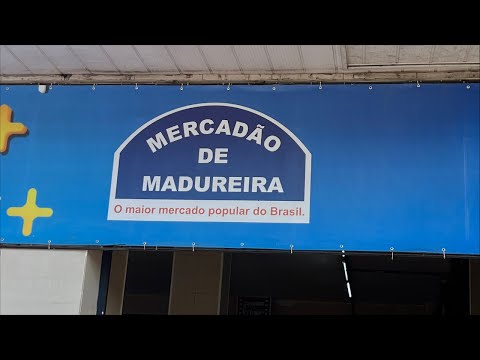 MERCADÃO
DE
MADUREIRA
O maior mercado popular do Brasil.